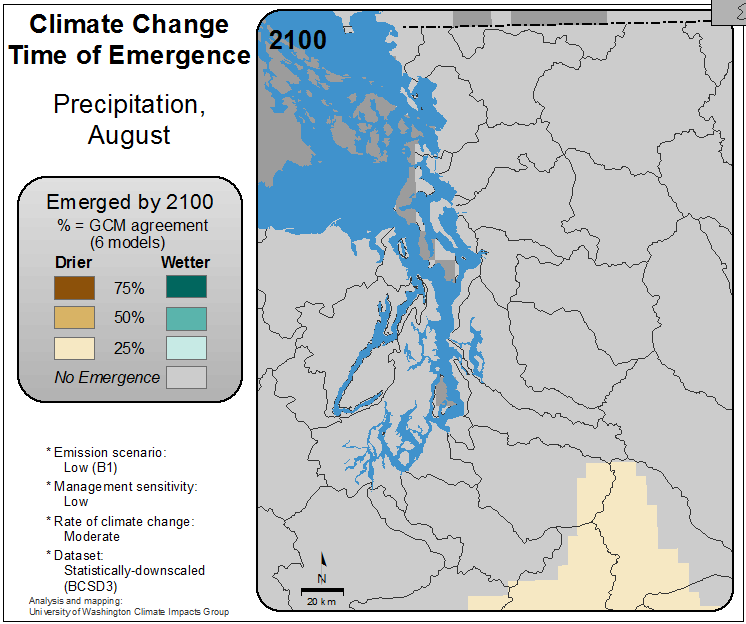 Climate Change
Time of Emergence
Precipitation,
August
Emerged by 2100
% = GCM agreement
(6 models)
Drier
Wetter
75%
50%
25%
No Emergence
* Emission scenario:
Low (B1)
* Management sensitivity:
Low
* Rate of climate change:
Moderate
* Dataset:
Statistically-downscaled
(BCSD3)
Analysis and mapping:
University of Washington Climate Impacts Group
2100
N
20 km